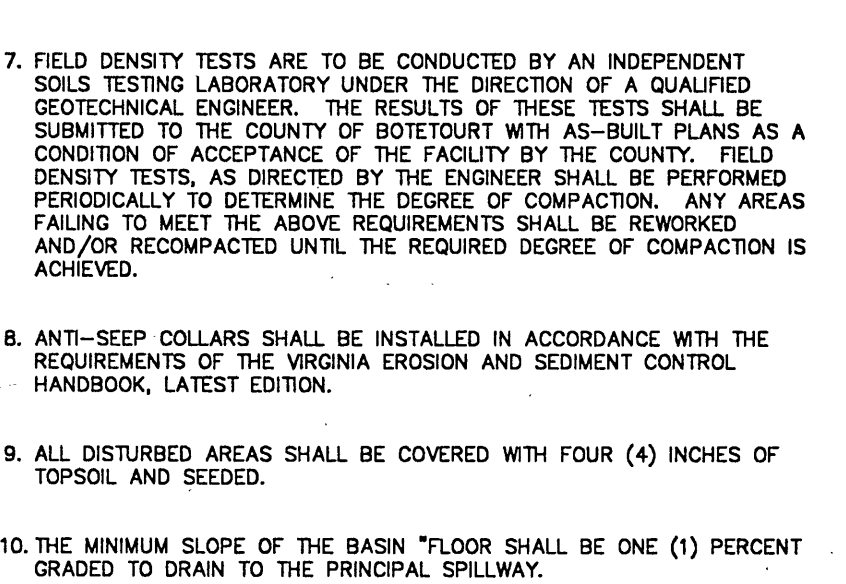 7. FIELD DENSITY TESTS ARE TO BE CONDUCTED BY AN INDEPENDENT
SOILS TESTING LABORATORY UNDER THE DIRECTION OF A QUALIFIED
GEOTECHNICAL ENGINEER. THE RESULTS OF THESE TESTS SHALL BE
SUBMITTED TO THE COUNTY OF BOTETOURT WITH AS-BUILT PLANS AS A
CONDITION OF ACCEPTANCE OF THE FACILITY BY THE COUNTY. FIELD
DENSITY TESTS, AS DIRECTED BY THE ENGINEER SHALL BE PERFORMED
PERIODICALLY TO DETERMINE THE DEGREE OF COMPACTION. ANY AREAS
FAILING TO MEET THE ABOVE REQUIREMENTS SHALL BE REWORKED
AND/OR RECOMPACTED UNTIL THE REQUIRED DEGREE OF COMPACTION IS
ACHIEVED.
8. ANTI-SEEP COLLARS SHALL BE INSTALLED IN ACCORDANCE WITH THE
REQUIREMENTS OF THE VIRGINIA EROSION AND SEDIMENT CONTROL
HANDBOOK, LATEST EDITION.
9. ALL DISTURBED AREAS SHALL BE COVERED WITH FOUR (4) INCHES OF
TOPSOIL AND SEEDED.
10. THE MINIMUM SLOPE OF THE BASIN "FLOOR SHALL BE ONE (1) PERCENT
GRADED TO DRAIN TO THE PRINCIPAL SPILLWAY.